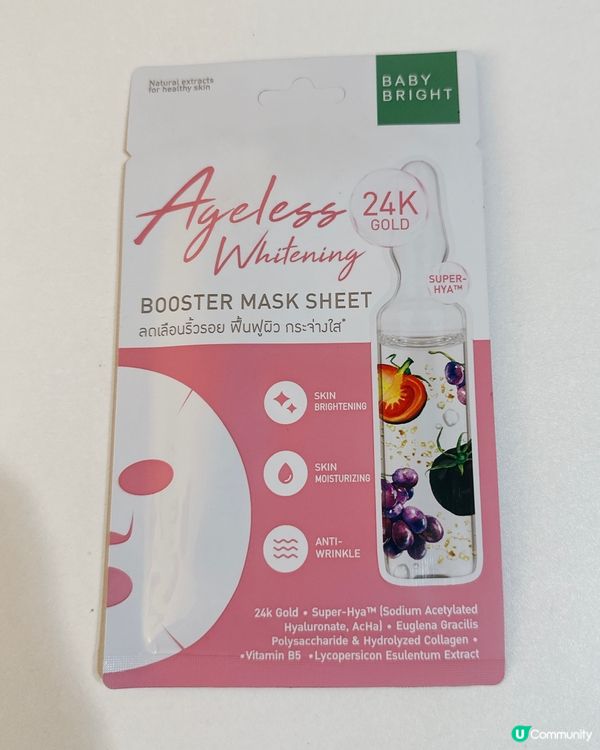 Natural extracts
for healthy skin
BABY
BRIGHT
Ageless
Whitening
24K
GOLD
SUPER-
HYA™
BOOSTER MASK SHEET
ลดเลือนริ้วรอย ฟื้นฟูผิว กระจ่างใส*
SKIN
BRIGHTENING
SKIN
MOISTURIZING
ANTI-
WRINKLE
24k Gold • Super-Hya™ (Sodium Acetylated
Hyaluronate, AcHa) • Euglena Gracilis
Polysaccharide & Hydrolyzed Collagen •
•Vitamin B5 •Lycopersicon Esulentum Extract
U Community